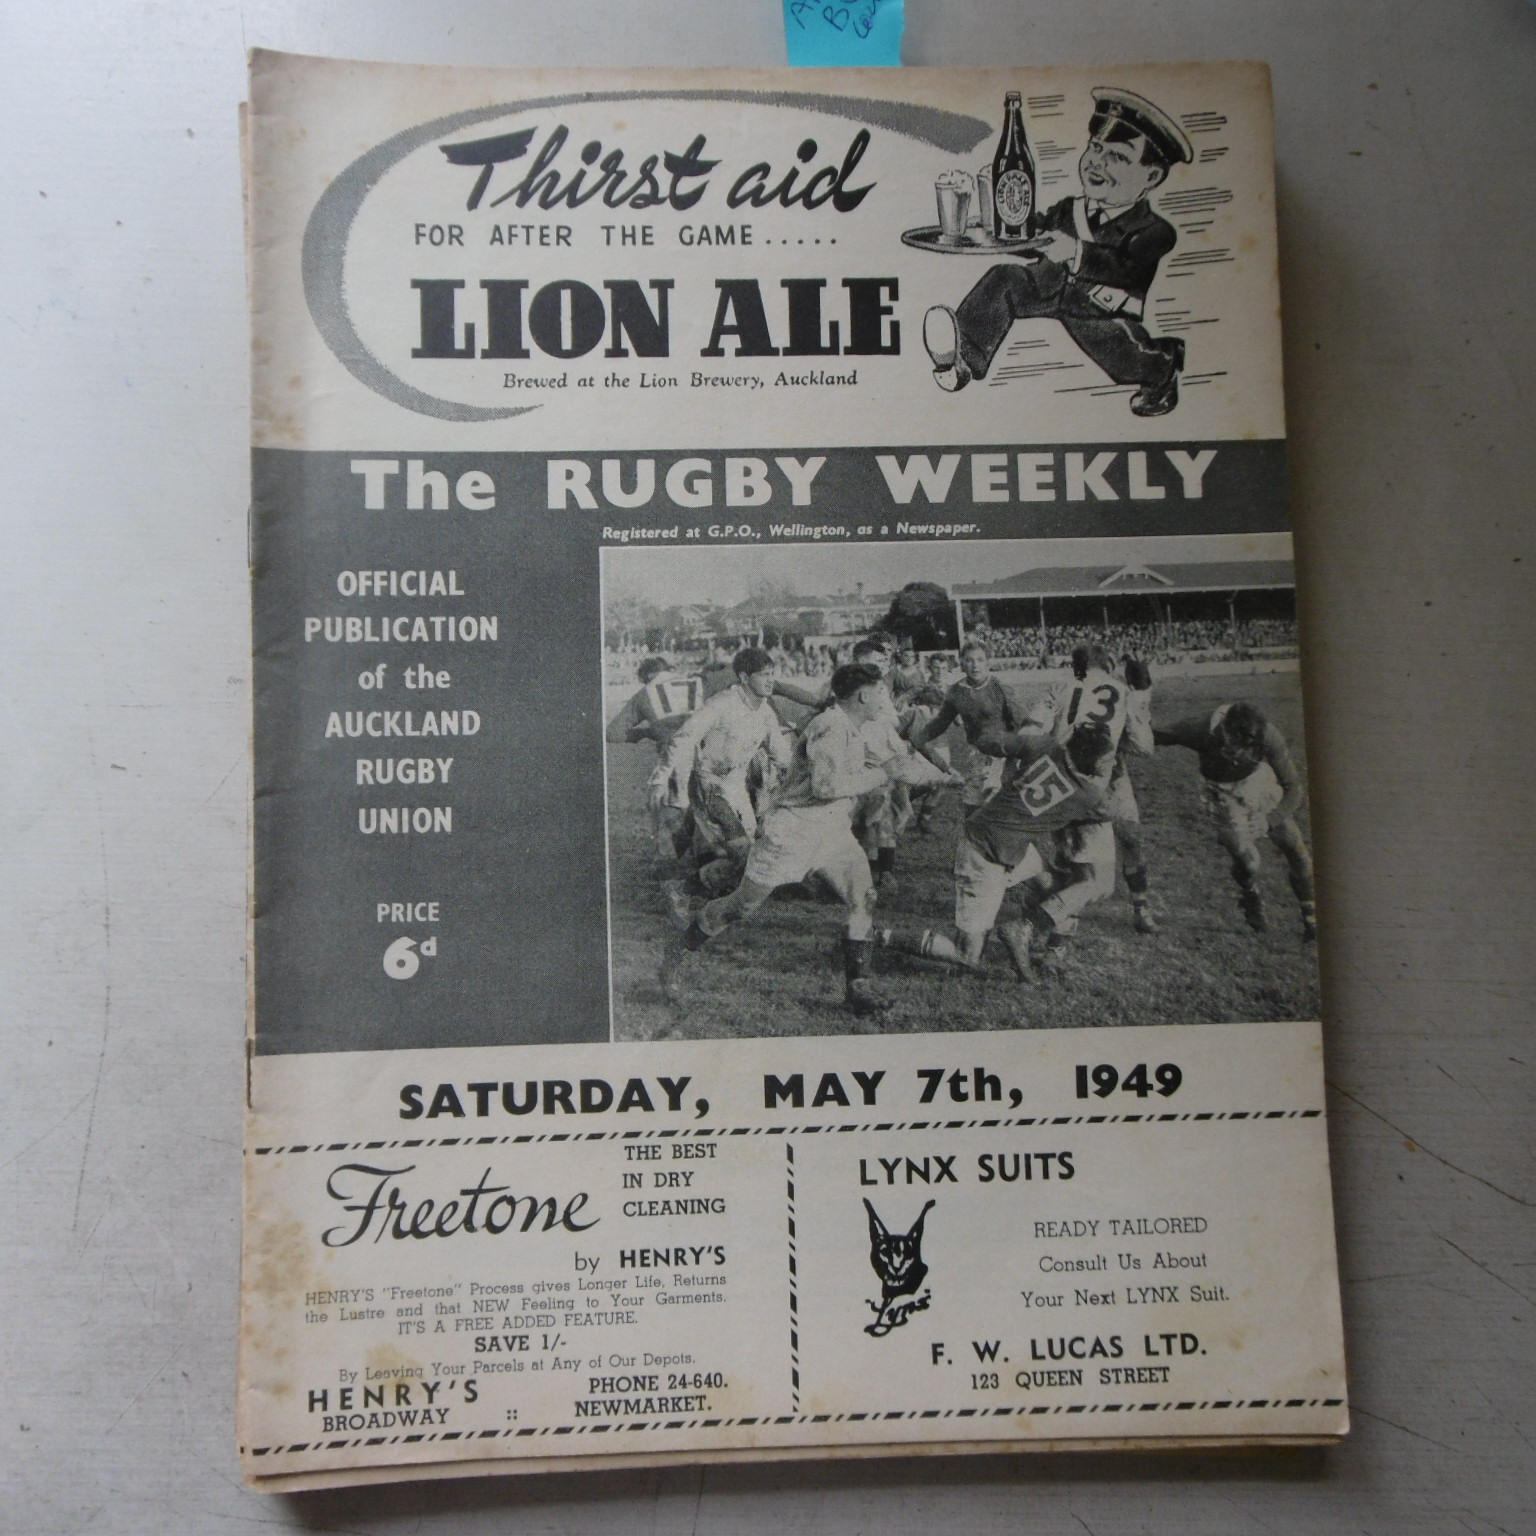 Thirst aid
FOR AFTER THE GAME.....
LION ALE
Brewed at the Lion Brewery, Auckland
The RUGBY WEEKLY
Registered at G.P.O., Wellington, as a Newspaper.
OFFICIAL
PUBLICATION
of the
AUCKLAND
RUGBY
UNION
PRICE
6d
17
13
15
SATURDAY, MAY 7th, 1949
Freetone
THE BEST
IN DRY
CLEANING
by HENRY'S
HENRY'S "Freetone" Process gives Longer Life, Returns
the Lustre and that NEW Feeling to Your Garments.
IT'S A FREE ADDED FEATURE.
SAVE 1/-
By Leaving Your Parcels at Any of Our Depots.
HENRY'S PHONE 24-640.
BROADWAY :: NEWMARKET.
LYNX SUITS
"Lynx"
READY TAILORED
Consult Us About
Your Next LYNX Suit.
F. W. LUCAS LTD.
123 QUEEN STREET